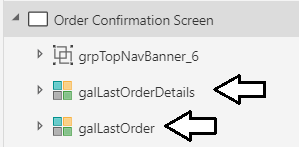 Order Confirmation Screen
grpTopNavBanner_6
galLastOrderDetails
galLastOrder